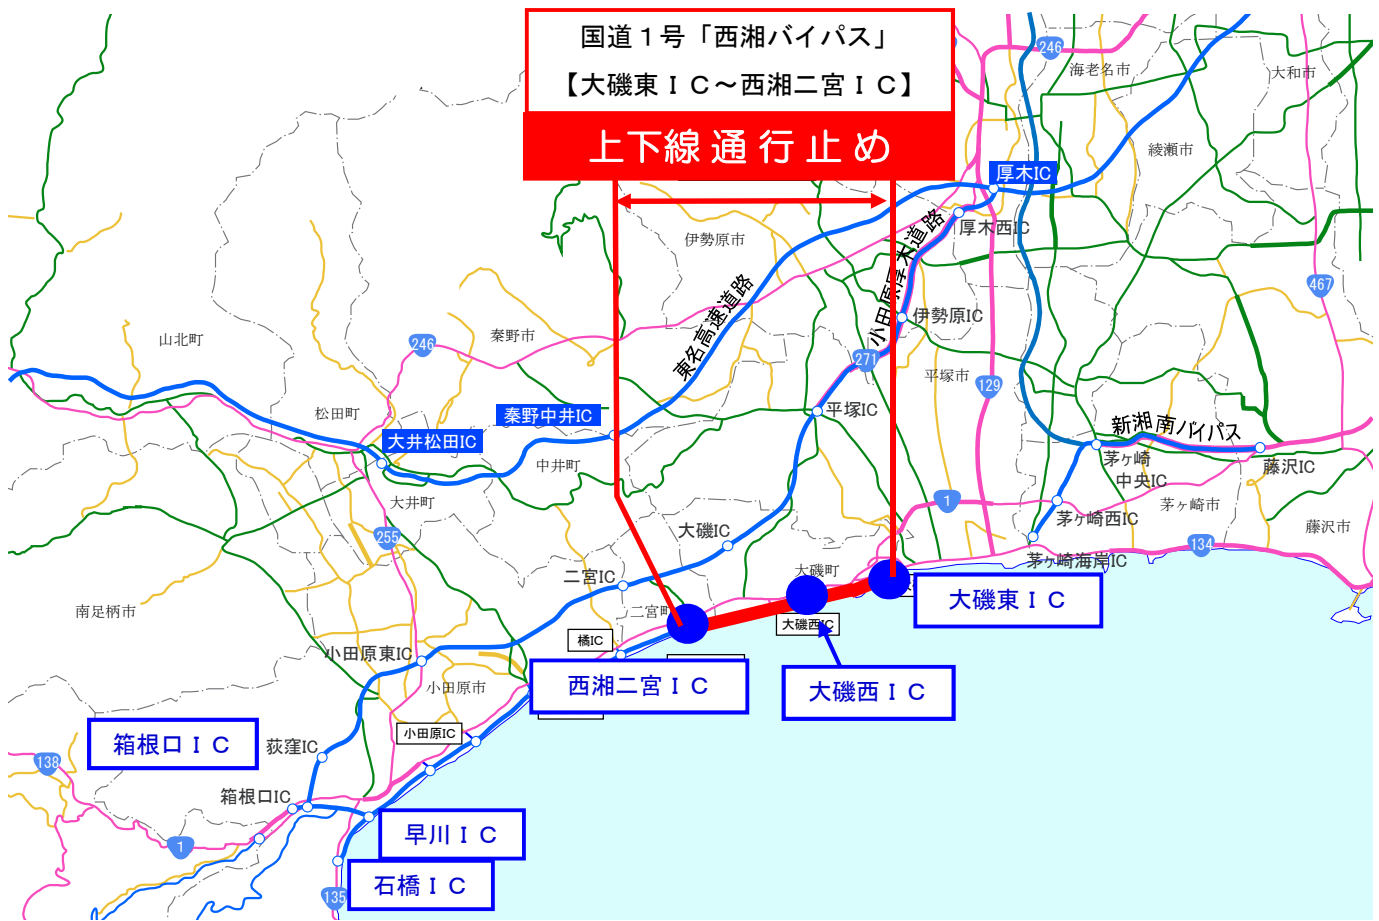 国道１号「西湘バイパス」
【大磯東ＩＣ～西湘二宮ＩＣ】
上下線通行止め
246
海老名市
大和市
綾瀬市
厚木IC
厚木西IC
伊勢原市
小田原厚木道路
東名高速道路
伊勢原IC
467
山北町
246
秦野市
271
平塚市
129
松田町
秦野中井IC
平塚IC
大井松田IC
中井町
新湘南バイパス
茅ヶ崎
中央IC
藤沢IC
大井町
1
茅ヶ崎西IC
茅ヶ崎市
藤沢市
255
大磯IC
134
茅ヶ崎海岸IC
二宮IC
大磯町
大磯東ＩＣ
南足柄市
二宮町
大磯西IC
橘IC
小田原東IC
西湘二宮ＩＣ
大磯西ＩＣ
小田原市
小田原IC
箱根口ＩＣ
荻窪IC
138
箱根口IC
早川ＩＣ
1
石橋ＩＣ
135